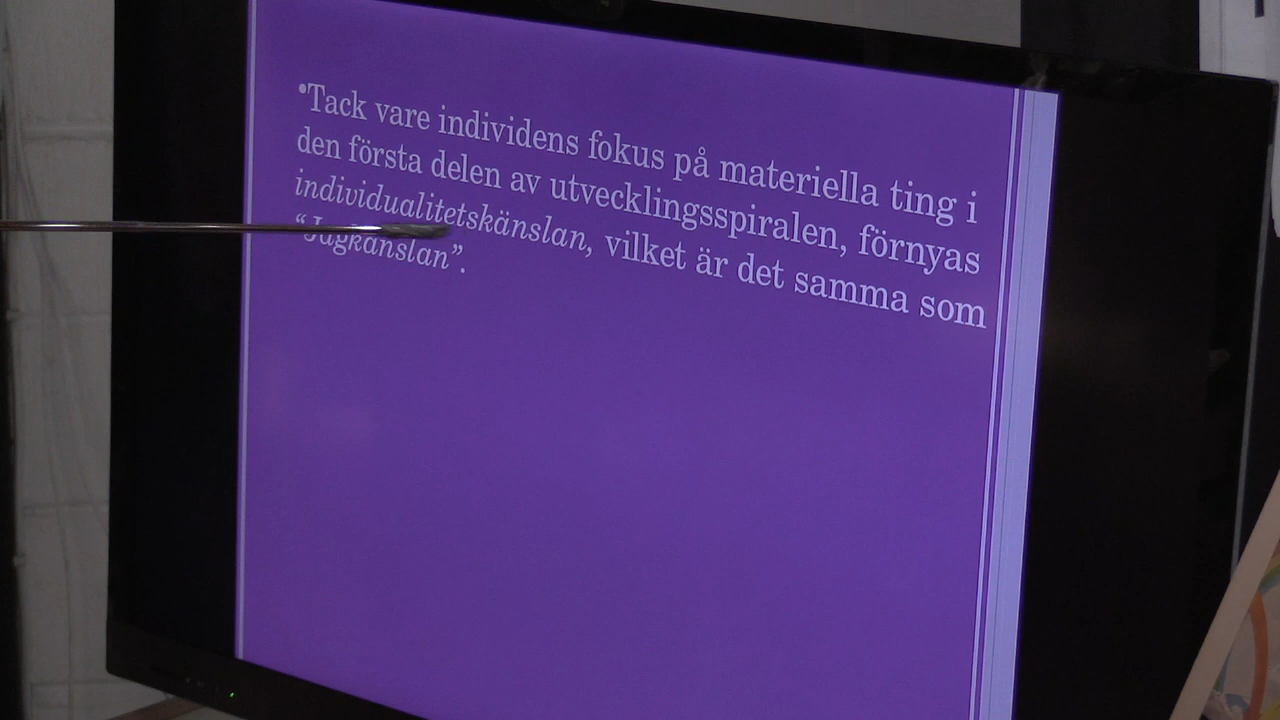 •Tack vare individens fokus på materiella ting i
den första delen av utvecklingsspiralen, förnyas
individualitetskänslan, vilket är det samma som
“Jagkänslan”.